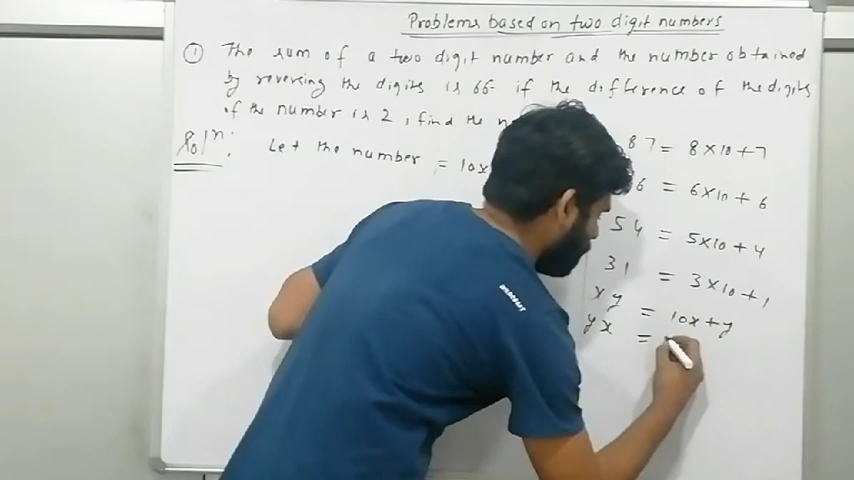 Problems based on two digit numbers
① The sum of a two digit number and the number obtained
by reversing the digits is 66. if the difference of the digits
of the number is 2, find the
Solⁿ: Let the number = 10x
87 = 8×10+7
6 = 6×10+6
54 = 5×10+4
31 = 3×10+1
xy = 10x+y
yx =